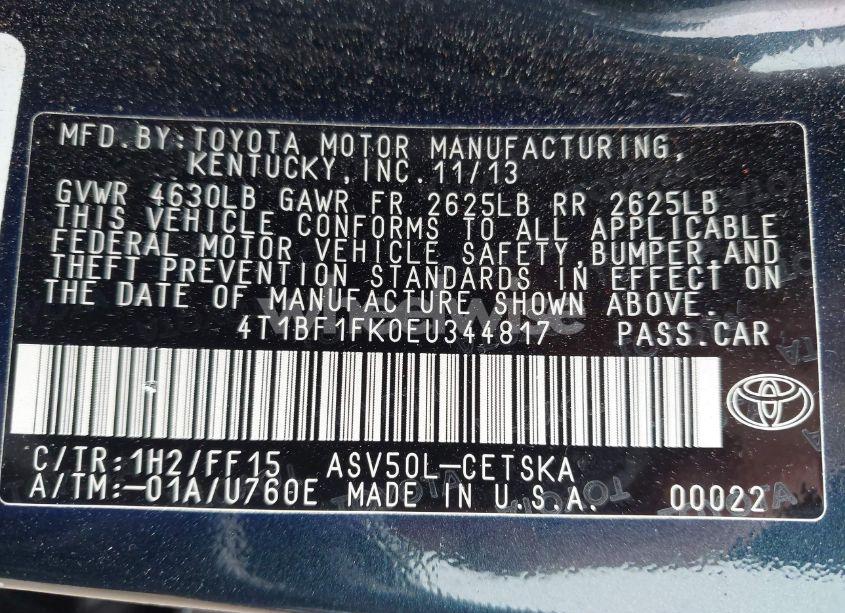 MFD.BY:TOYOTA MOTOR MANUFACTURING,
KENTUCKY,INC.11/13
GVWR 4630LB GAWR FR 2625LB RR 2625LB
THIS VEHICLE CONFORMS TO ALL APPLICABLE
FEDERAL MOTOR VEHICLE SAFETY,BUMPER,AND
THEFT PREVENTION STANDARDS IN EFFECT ON
THE DATE OF MANUFACTURE SHOWN ABOVE.
4T1BF1FK0EU344817 PASS.CAR
C/TR:1H2/FF15 ASV50L-CETSKA
A/TM:-01A/U760E MADE IN U.S.A. 00022